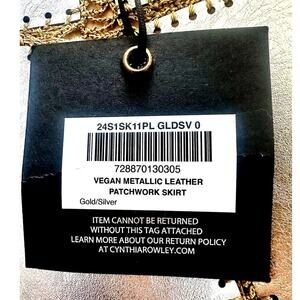 24S1SK11PL GLDSV 0
728870130305
VEGAN METALLIC LEATHER
PATCHWORK SKIRT
Gold/Silver
ITEM CANNOT BE RETURNED
WITHOUT THIS TAG ATTACHED
LEARN MORE ABOUT OUR RETURN POLICY
AT CYNTHIAROWLEY.COM